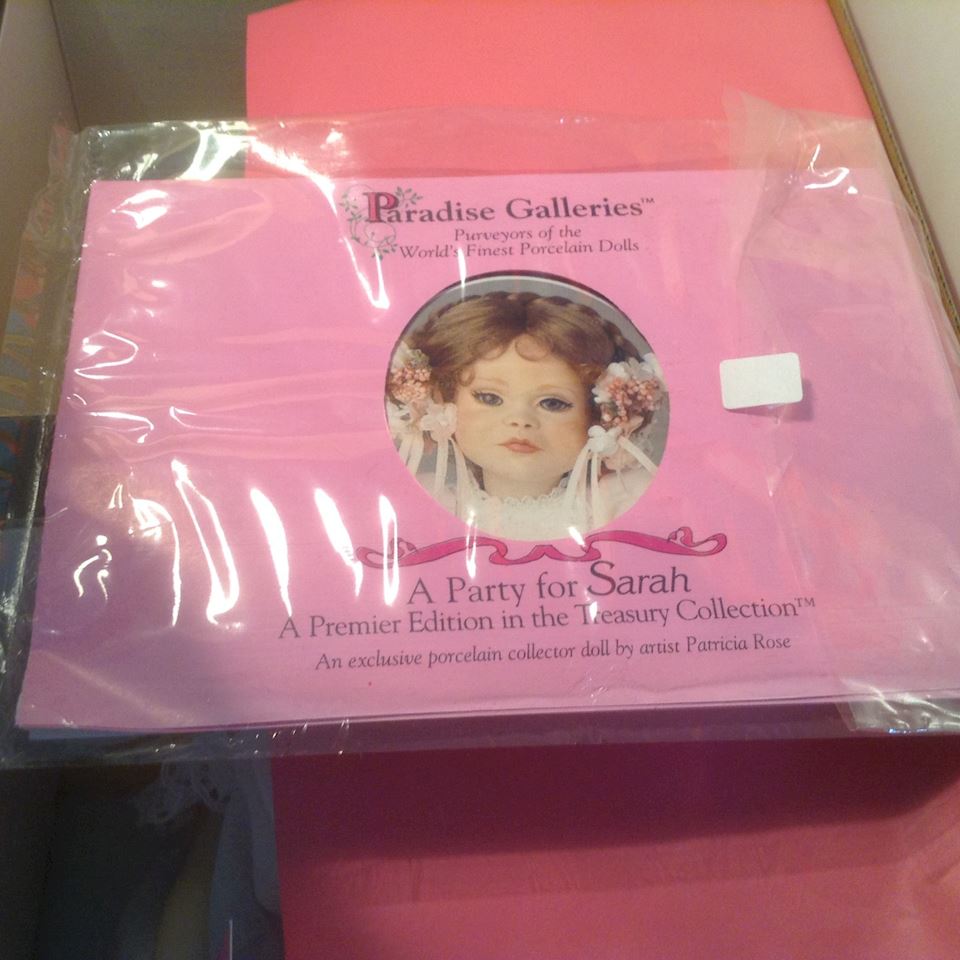 Paradise Galleries™
Purveyors of the
World's Finest Porcelain Dolls
A Party for Sarah
A Premier Edition in the Treasury Collection™
An exclusive porcelain collector doll by artist Patricia Rose